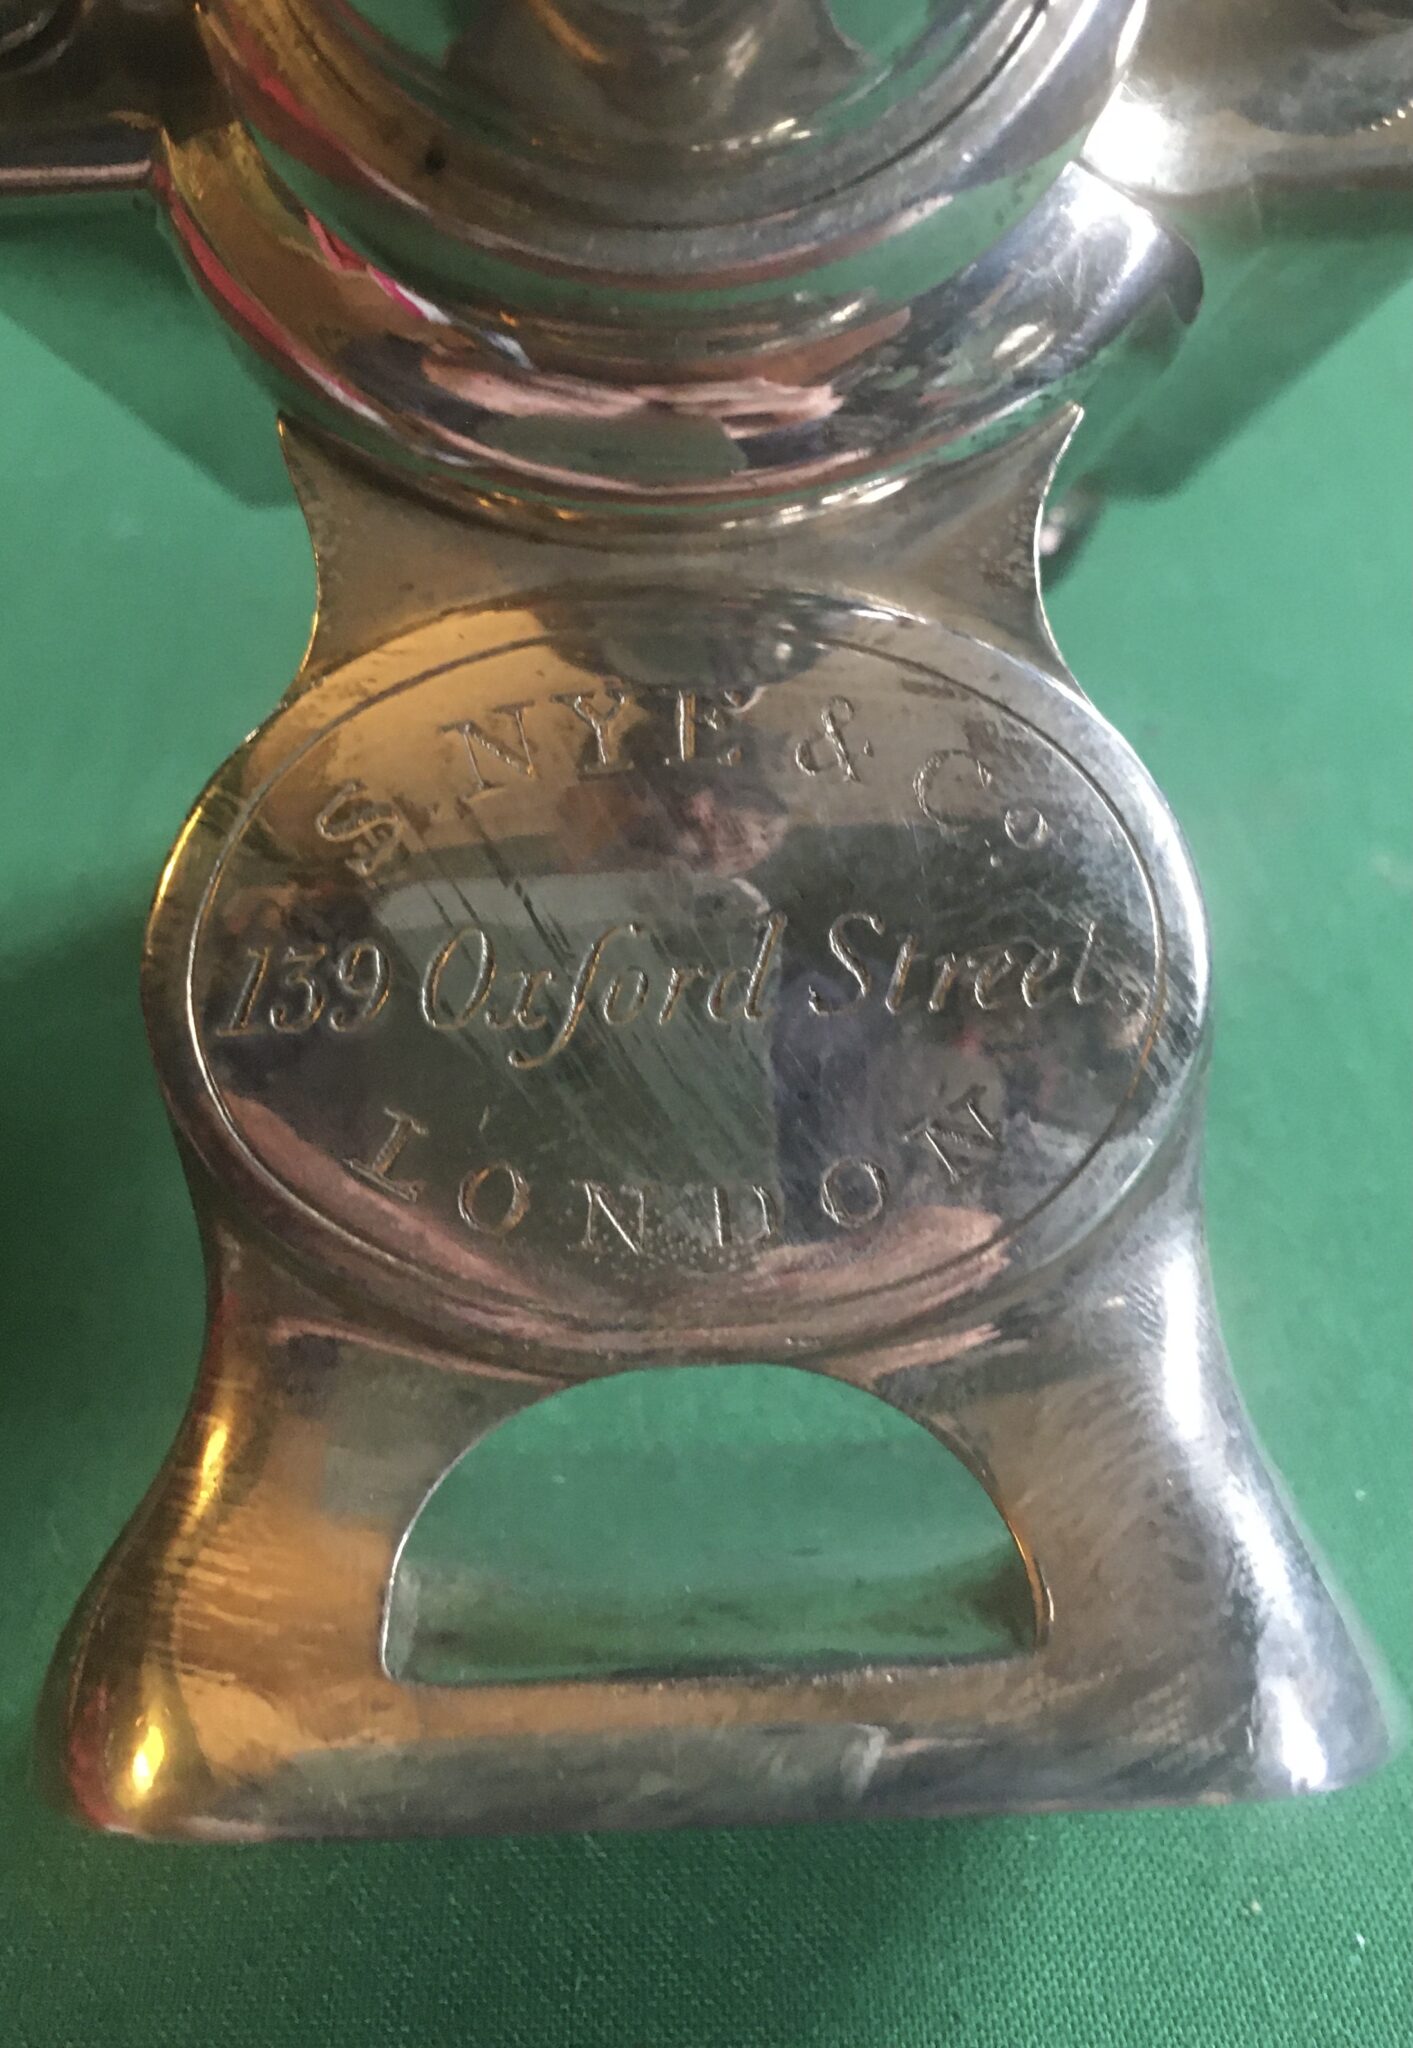 S. NYE & Co.
139 Oxford Street
LONDON